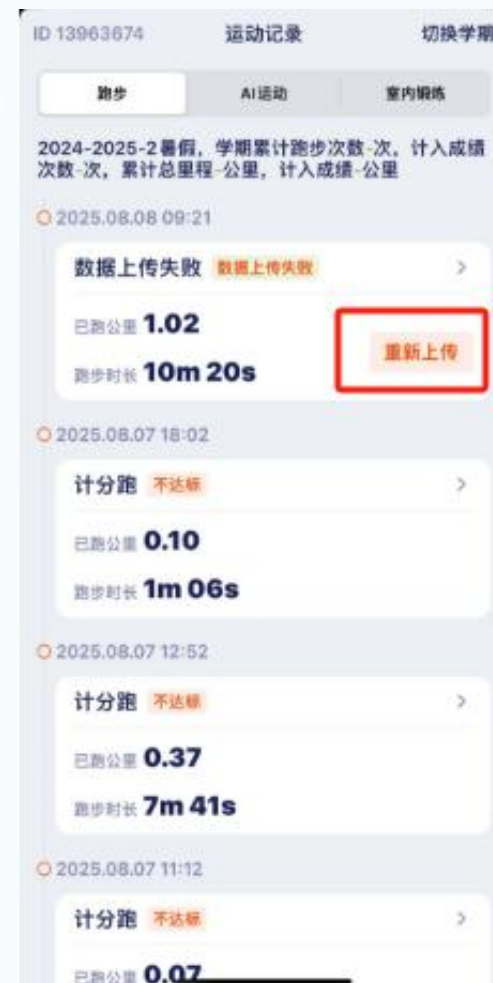 ID 13963674 运动记录 切换学期
跑步 AI运动 室内锻炼
2024-2025-2暑假，学期累计跑步次数-次，计入成绩
次数-次，累计总里程-公里，计入成绩-公里
2025.08.08 09:21
数据上传失败 数据上传失败
已跑公里 1.02
重新上传
跑步时长 10m 20s
2025.08.07 18:02
计分跑 不达标
已跑公里 0.10
跑步时长 1m 06s
2025.08.07 12:52
计分跑 不达标
已跑公里 0.37
跑步时长 7m 41s
2025.08.07 11:12
计分跑 不达标
已跑公里 0.07